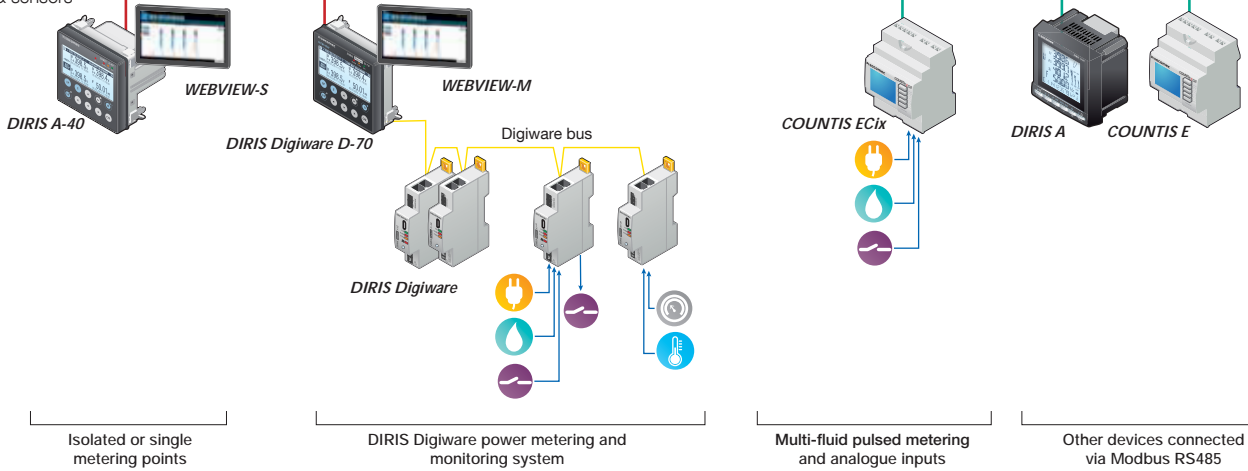 & sensors
WEBVIEW-S
DIRIS A-40
WEBVIEW-M
DIRIS Digiware D-70
Digiware bus
DIRIS Digiware
COUNTIS ECix
DIRIS A
COUNTIS E
Isolated or single
metering points
DIRIS Digiware power metering and
monitoring system
Multi-fluid pulsed metering
and analogue inputs
Other devices connected
via Modbus RS485